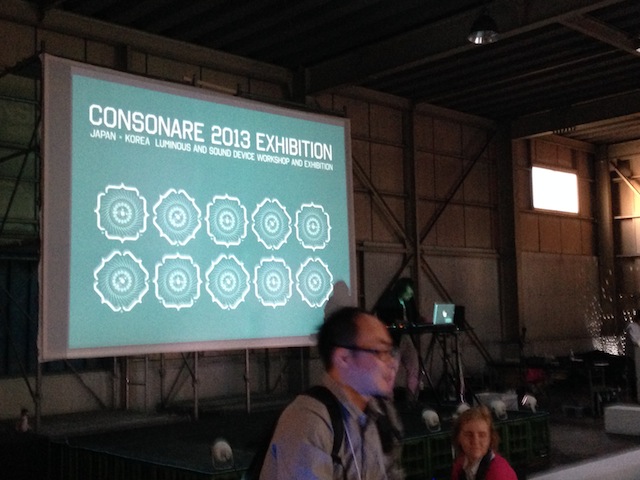 CONSONARE 2013 EXHIBITION
JAPAN - KOREA LUMINOUS AND SOUND DEVICE WORKSHOP AND EXHIBITION